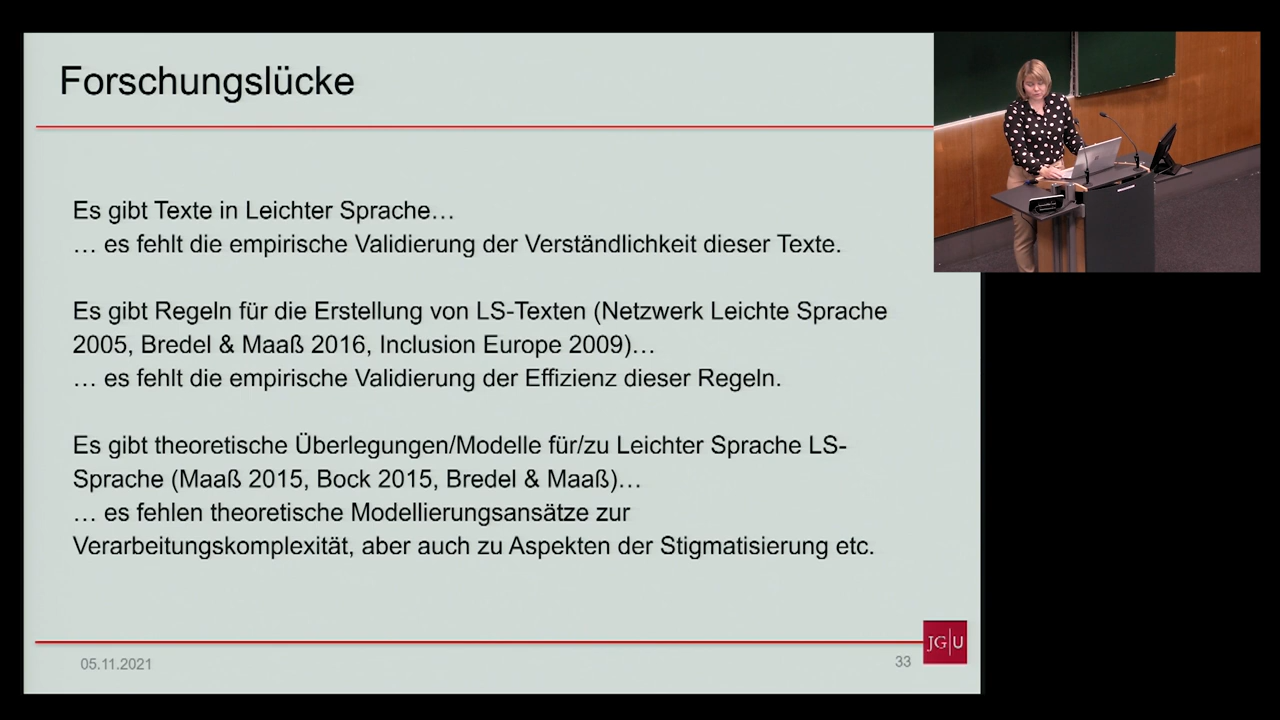 Forschungslücke
Es gibt Texte in Leichter Sprache…
… es fehlt die empirische Validierung der Verständlichkeit dieser Texte.
Es gibt Regeln für die Erstellung von LS-Texten (Netzwerk Leichte Sprache
2005, Bredel & Maaß 2016, Inclusion Europe 2009)…
… es fehlt die empirische Validierung der Effizienz dieser Regeln.
Es gibt theoretische Überlegungen/Modelle für/zu Leichter Sprache LS-
Sprache (Maaß 2015, Bock 2015, Bredel & Maaß)…
… es fehlen theoretische Modellierungsansätze zur
Verarbeitungskomplexität, aber auch zu Aspekten der Stigmatisierung etc.
05.11.2021
33
JG|U